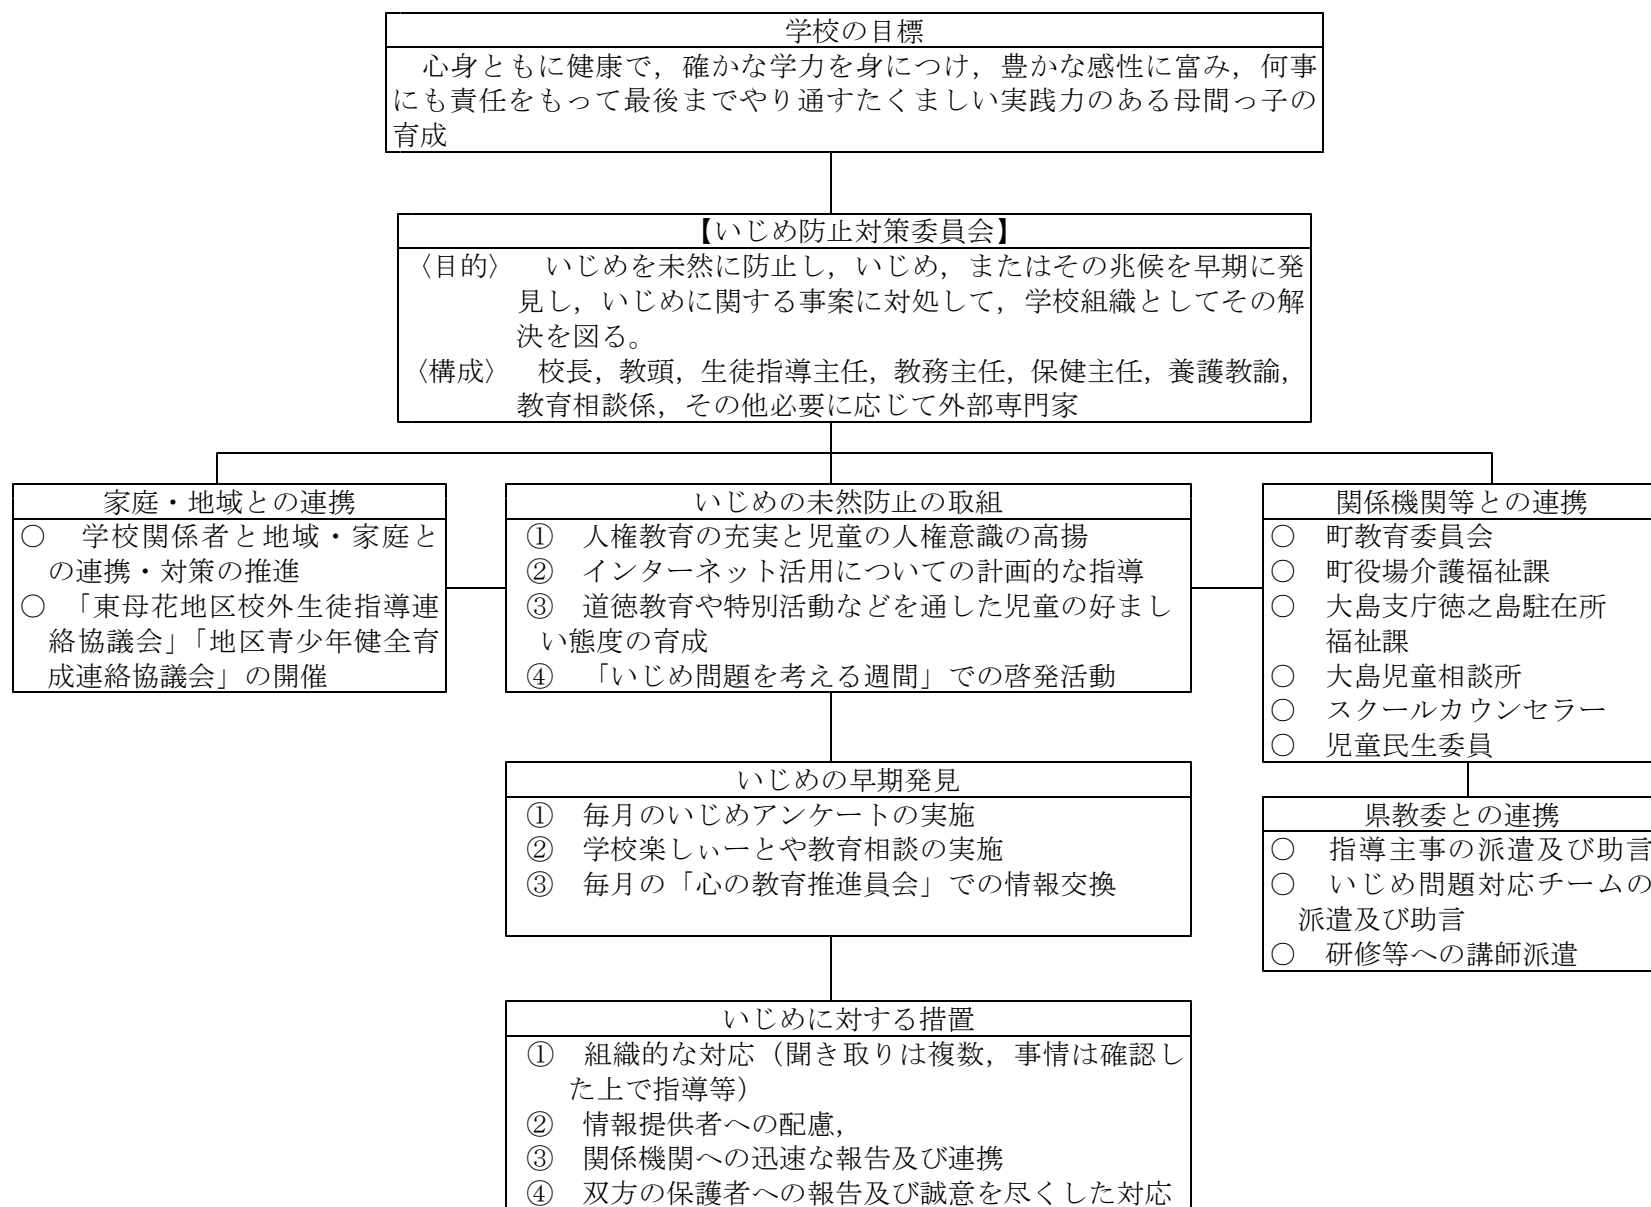 学校の目標
心身ともに健康で，確かな学力を身につけ，豊かな感性に富み，何事
にも責任をもって最後までやり通すたくましい実践力のある母間っ子の
育成
【いじめ防止対策委員会】
〈目的〉　いじめを未然に防止し，いじめ，またはその兆候を早期に発
見し，いじめに関する事案に対処して，学校組織としてその解
決を図る。
〈構成〉　校長，教頭，生徒指導主任，教務主任，保健主任，養護教諭，
教育相談係，その他必要に応じて外部専門家
家庭・地域との連携
○　学校関係者と地域・家庭と
の連携・対策の推進
○　「東母花地区校外生徒指導連
絡協議会」「地区青少年健全育
成連絡協議会」の開催
いじめの未然防止の取組
①　人権教育の充実と児童の人権意識の高揚
②　インターネット活用についての計画的な指導
③　道徳教育や特別活動などを通した児童の好まし
い態度の育成
④　「いじめ問題を考える週間」での啓発活動
関係機関等との連携
○　町教育委員会
○　町役場介護福祉課
○　大島支庁徳之島駐在所
福祉課
○　大島児童相談所
○　スクールカウンセラー
○　児童民生委員
いじめの早期発見
①　毎月のいじめアンケートの実施
②　学校楽しぃーとや教育相談の実施
③　毎月の「心の教育推進員会」での情報交換
県教委との連携
○　指導主事の派遣及び助言
○　いじめ問題対応チームの
派遣及び助言
○　研修等への講師派遣
いじめに対する措置
①　組織的な対応（聞き取りは複数，事情は確認し
た上で指導等）
②　情報提供者への配慮，
③　関係機関への迅速な報告及び連携
④　双方の保護者への報告及び誠意を尽くした対応